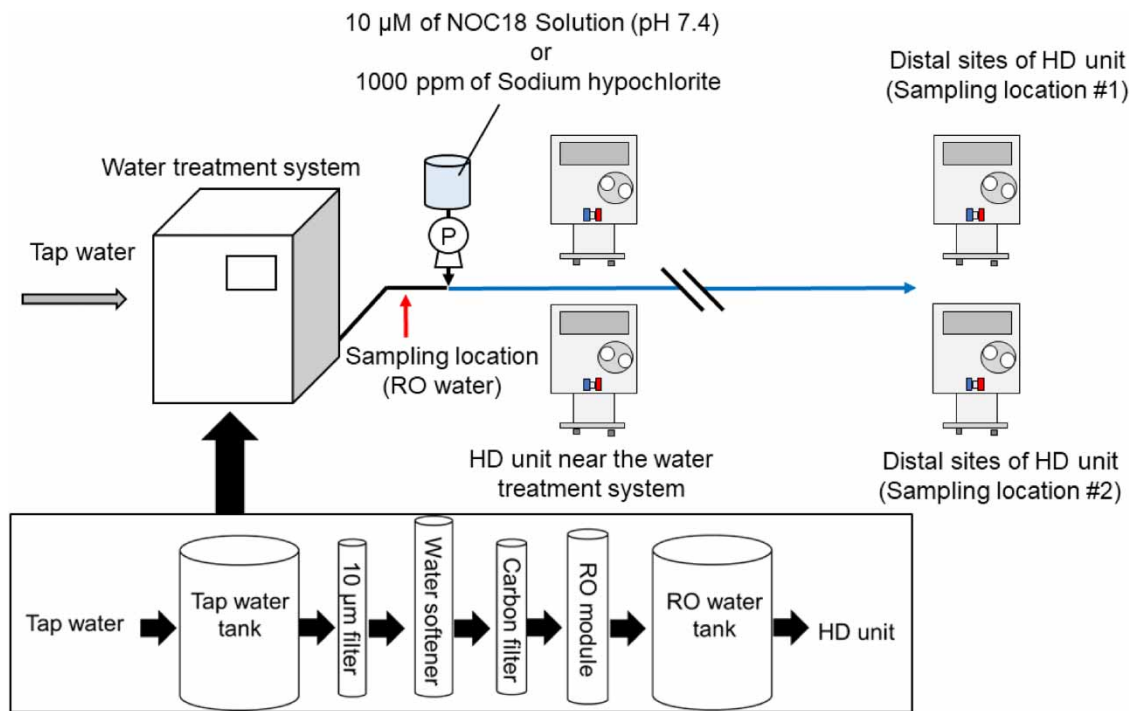 10 µM of NOC18 Solution (pH 7.4)
or
1000 ppm of Sodium hypochlorite
Distal sites of HD unit
(Sampling location #1)
Water treatment system
P
Tap water
Sampling location
(RO water)
HD unit near the water
treatment system
Distal sites of HD unit
(Sampling location #2)
Tap water
Tap water
tank
10 µm filter
Water softener
Carbon filter
RO module
RO water
tank
HD unit